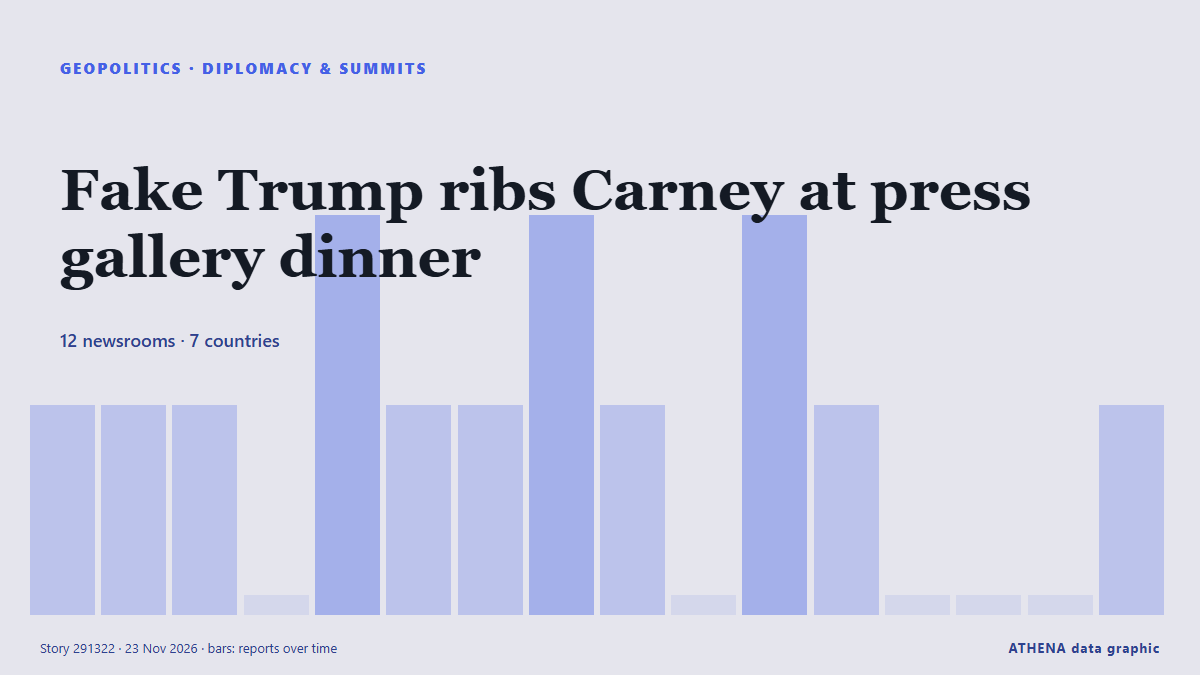 GEOPOLITICS · DIPLOMACY & SUMMITS
Fake Trump ribs Carney at press
gallery dinner
12 newsrooms · 7 countries
Story 291322 · 23 Nov 2026 · bars: reports over time
ATHENA data graphic